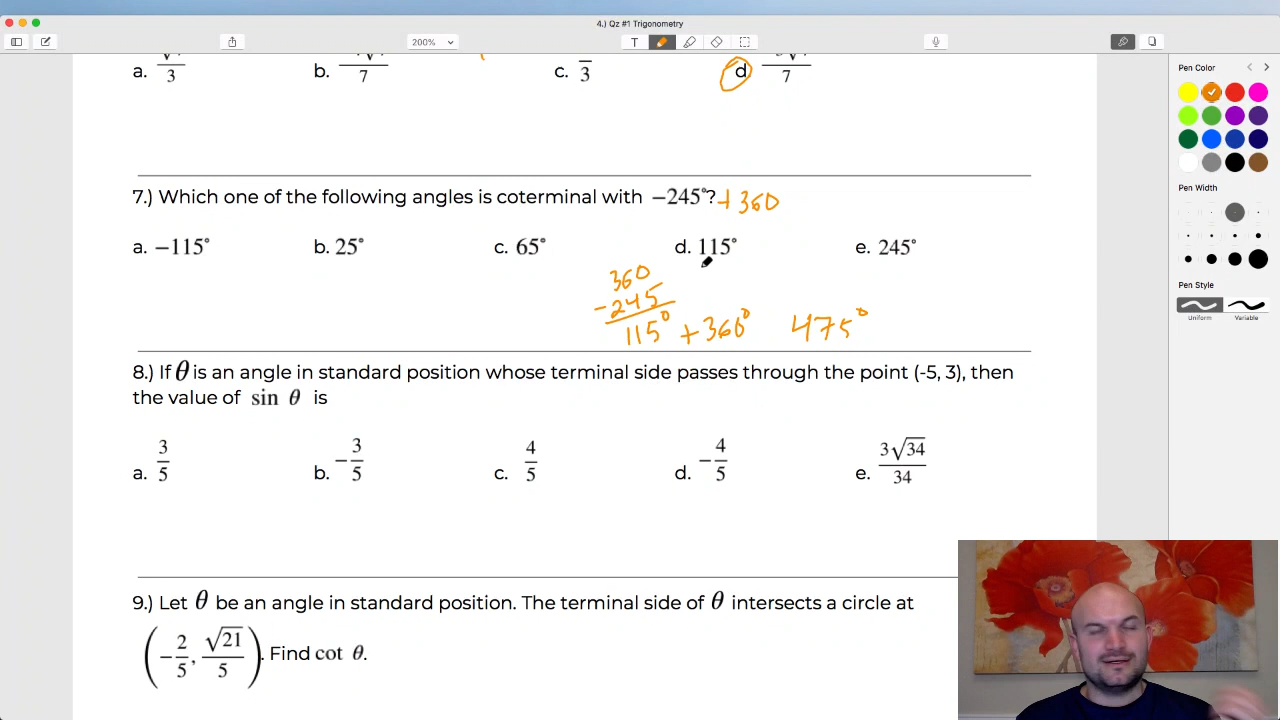 4.) Qz #1 Trigonometry
200%
T
Pen Color
a. 3 b. 7 c. 3 d 7
Pen Width
7.) Which one of the following angles is coterminal with −245°? + 360
a. −115° b. 25° c. 65° d. 115° e. 245°
360
−245
115° + 360° 475°
Pen Style
Uniform Variable
8.) If θ is an angle in standard position whose terminal side passes through the point (-5, 3), then
the value of sin θ is
a. 3/5 b. −3/5 c. 4/5 d. −4/5 e. 3√34/34
9.) Let θ be an angle in standard position. The terminal side of θ intersects a circle at
(−2/5, √21/5). Find cot θ.